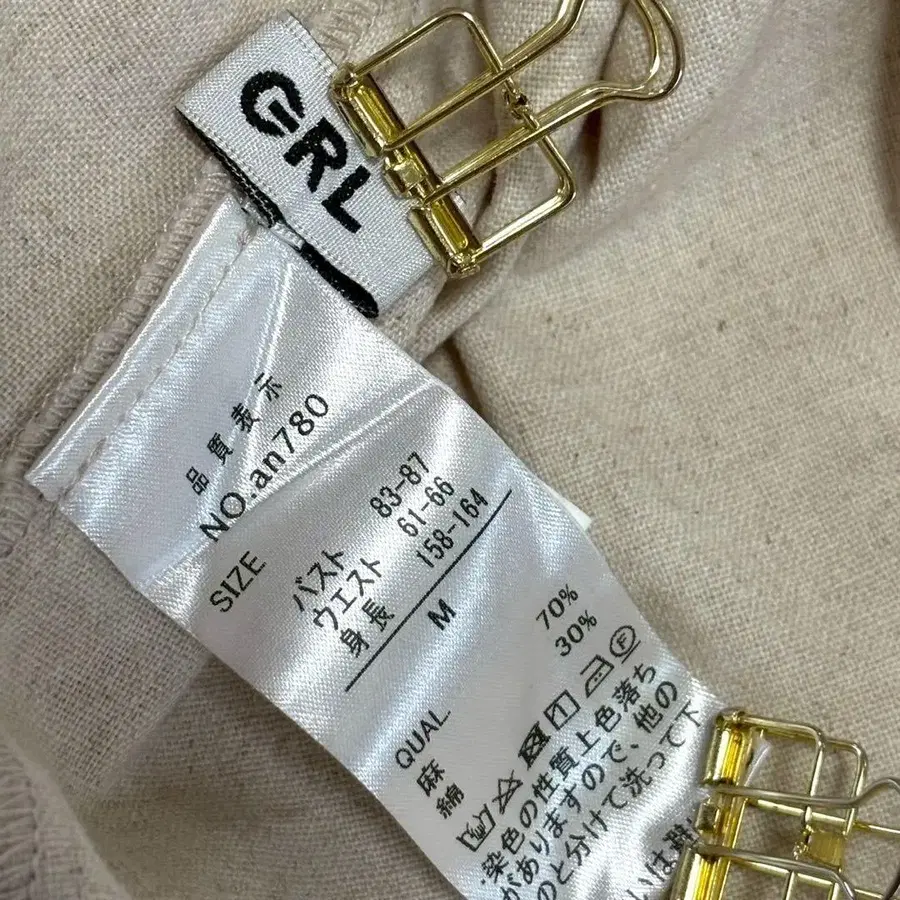 GRL
品質表示
NO.an780
SIZE
バスト 83-87
ウエスト 61-66
身長 158-164
M
QUAL.
麻 70%
綿 30%
・染色の性質上色落ち
がありますので、他の
のと分けて洗って下